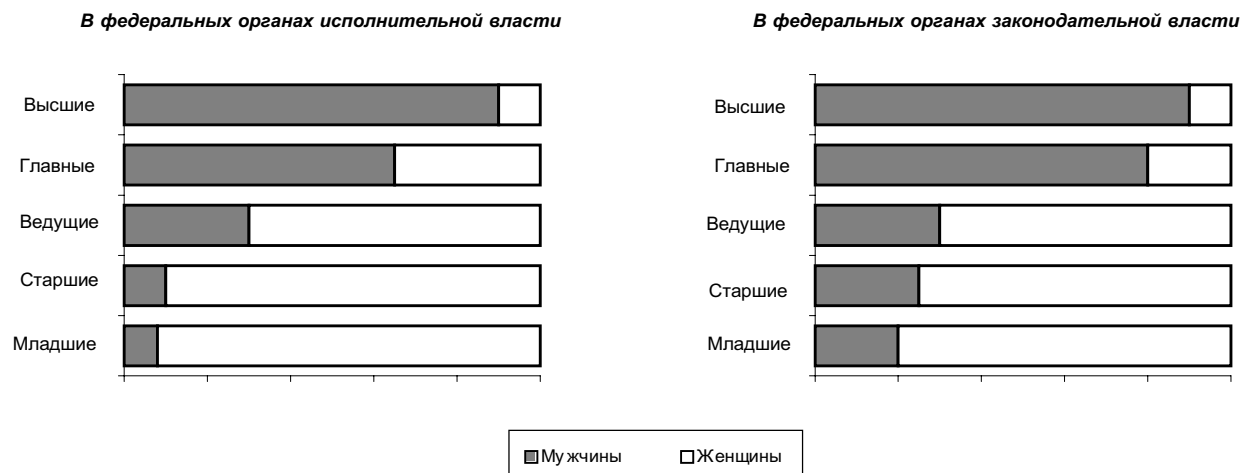 В федеральных органах исполнительной власти
Высшие
Главные
Ведущие
Старшие
Младшие
В федеральных органах законодательной власти
Высшие
Главные
Ведущие
Старшие
Младшие
Мужчины Женщины